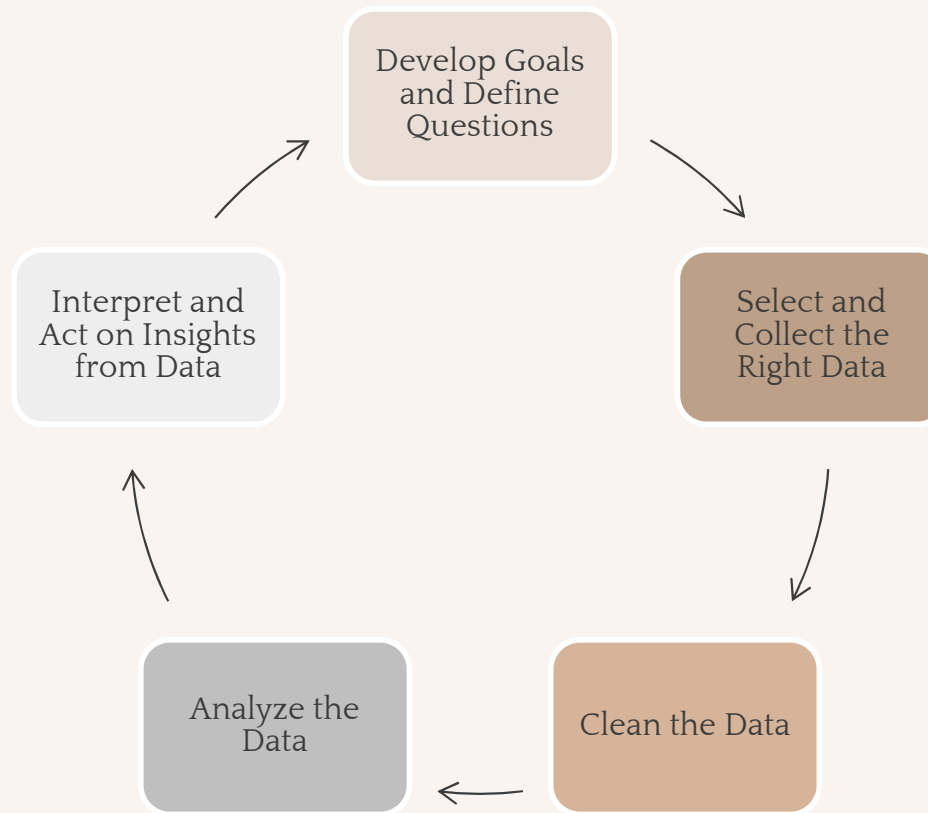 Develop Goals
and Define
Questions
Select and
Collect the
Right Data
Clean the Data
Analyze the
Data
Interpret and
Act on Insights
from Data